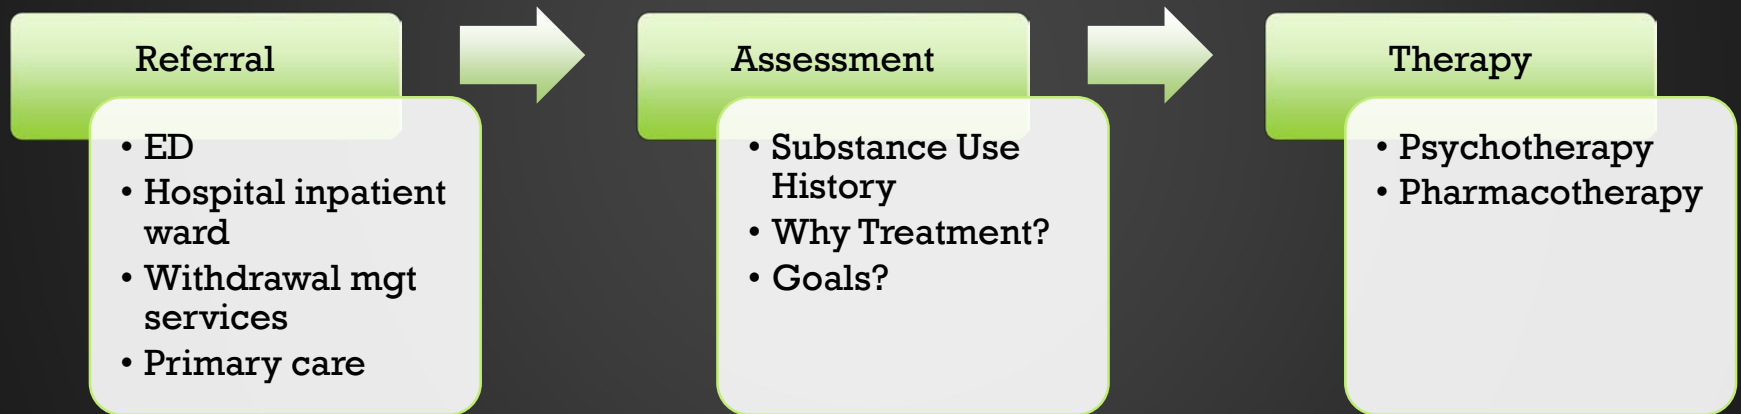 Referral
• ED
• Hospital inpatient
ward
• Withdrawal mgt
services
• Primary care
Assessment
• Substance Use
History
• Why Treatment?
• Goals?
Therapy
• Psychotherapy
• Pharmacotherapy